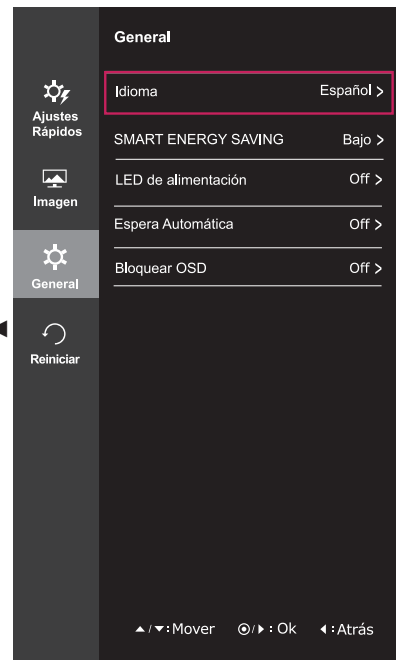 General
Ajustes
Rápidos
Imagen
General
Reiniciar
Idioma Español >
SMART ENERGY SAVING Bajo >
LED de alimentación Off >
Espera Automática Off >
Bloquear OSD Off >
▲/▼:Mover ⦿/▶:Ok ◀:Atrás